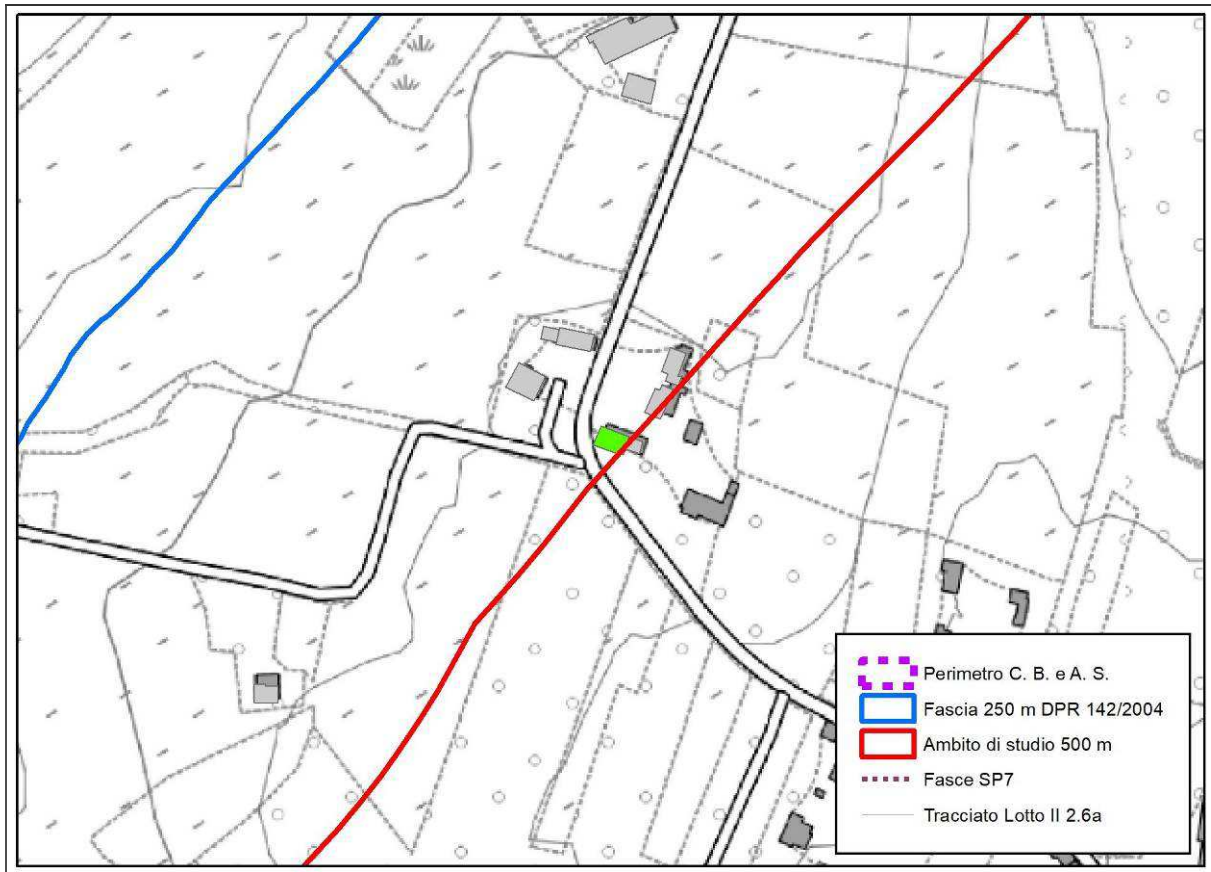 Perimetro C. B. e A. S.
Fascia 250 m DPR 142/2004
Ambito di studio 500 m
Fasce SP7
Tracciato Lotto II 2.6a